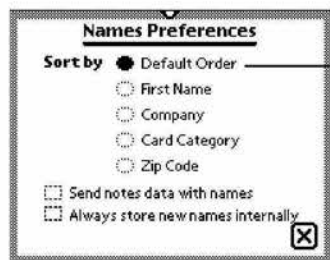 Names Preferences
Sort by Default Order
First Name
Company
Card Category
Zip Code
Send notes data with names
Always store new names internally